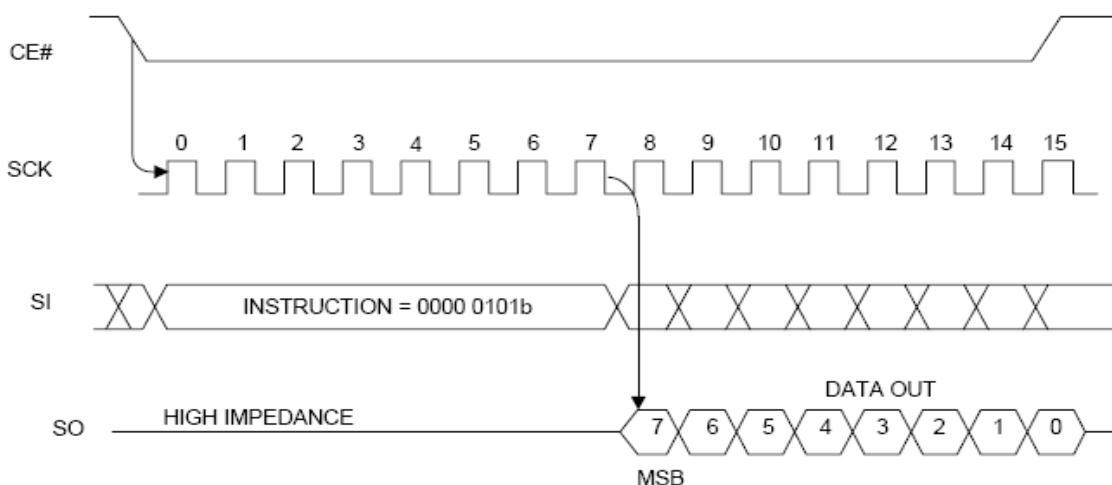 CE#
0 1 2 3 4 5 6 7 8 9 10 11 12 13 14 15
SCK
SI INSTRUCTION = 0000 0101b
DATA OUT
HIGH IMPEDANCE
SO 7 6 5 4 3 2 1 0
MSB